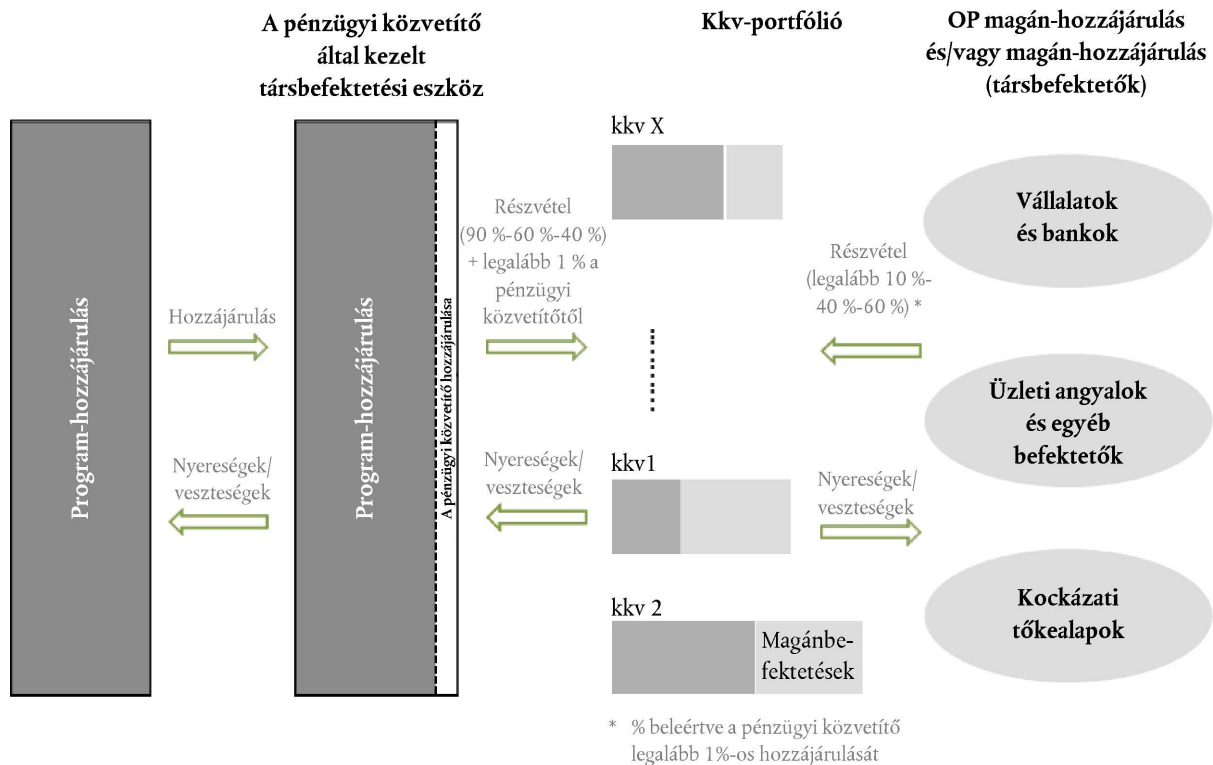 A pénzügyi közvetítő
által kezelt
társbefektetési eszköz
Kkv-portfólió
OP magán-hozzájárulás
és/vagy magán-hozzájárulás
(társbefektetők)
Program-hozzájárulás
Hozzájárulás
Nyereségek/
veszteségek
Program-hozzájárulás
A pénzügyi közvetítő hozzájárulása
Részvétel
(90 %-60 %-40 %)
+ legalább 1 % a
pénzügyi
közvetítőtől
Nyereségek/
veszteségek
kkv X
kkv1
kkv 2
Magánbe-
fektetések
Részvétel
(legalább 10 %-
40 %-60 %) *
Nyereségek/
veszteségek
Vállalatok
és bankok
Üzleti angyalok
és egyéb
befektetők
Kockázati
tőkealapok
* % beleértve a pénzügyi közvetítő
legalább 1%-os hozzájárulását